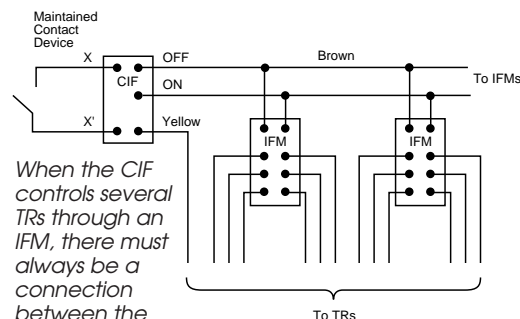 Maintained
Contact
Device
X
OFF
Brown
CIF
To IFMs
ON
X'
Yellow
IFM
IFM
When the CIF
controls several
TRs through an
IFM, there must
always be a
connection
between the
To TRs